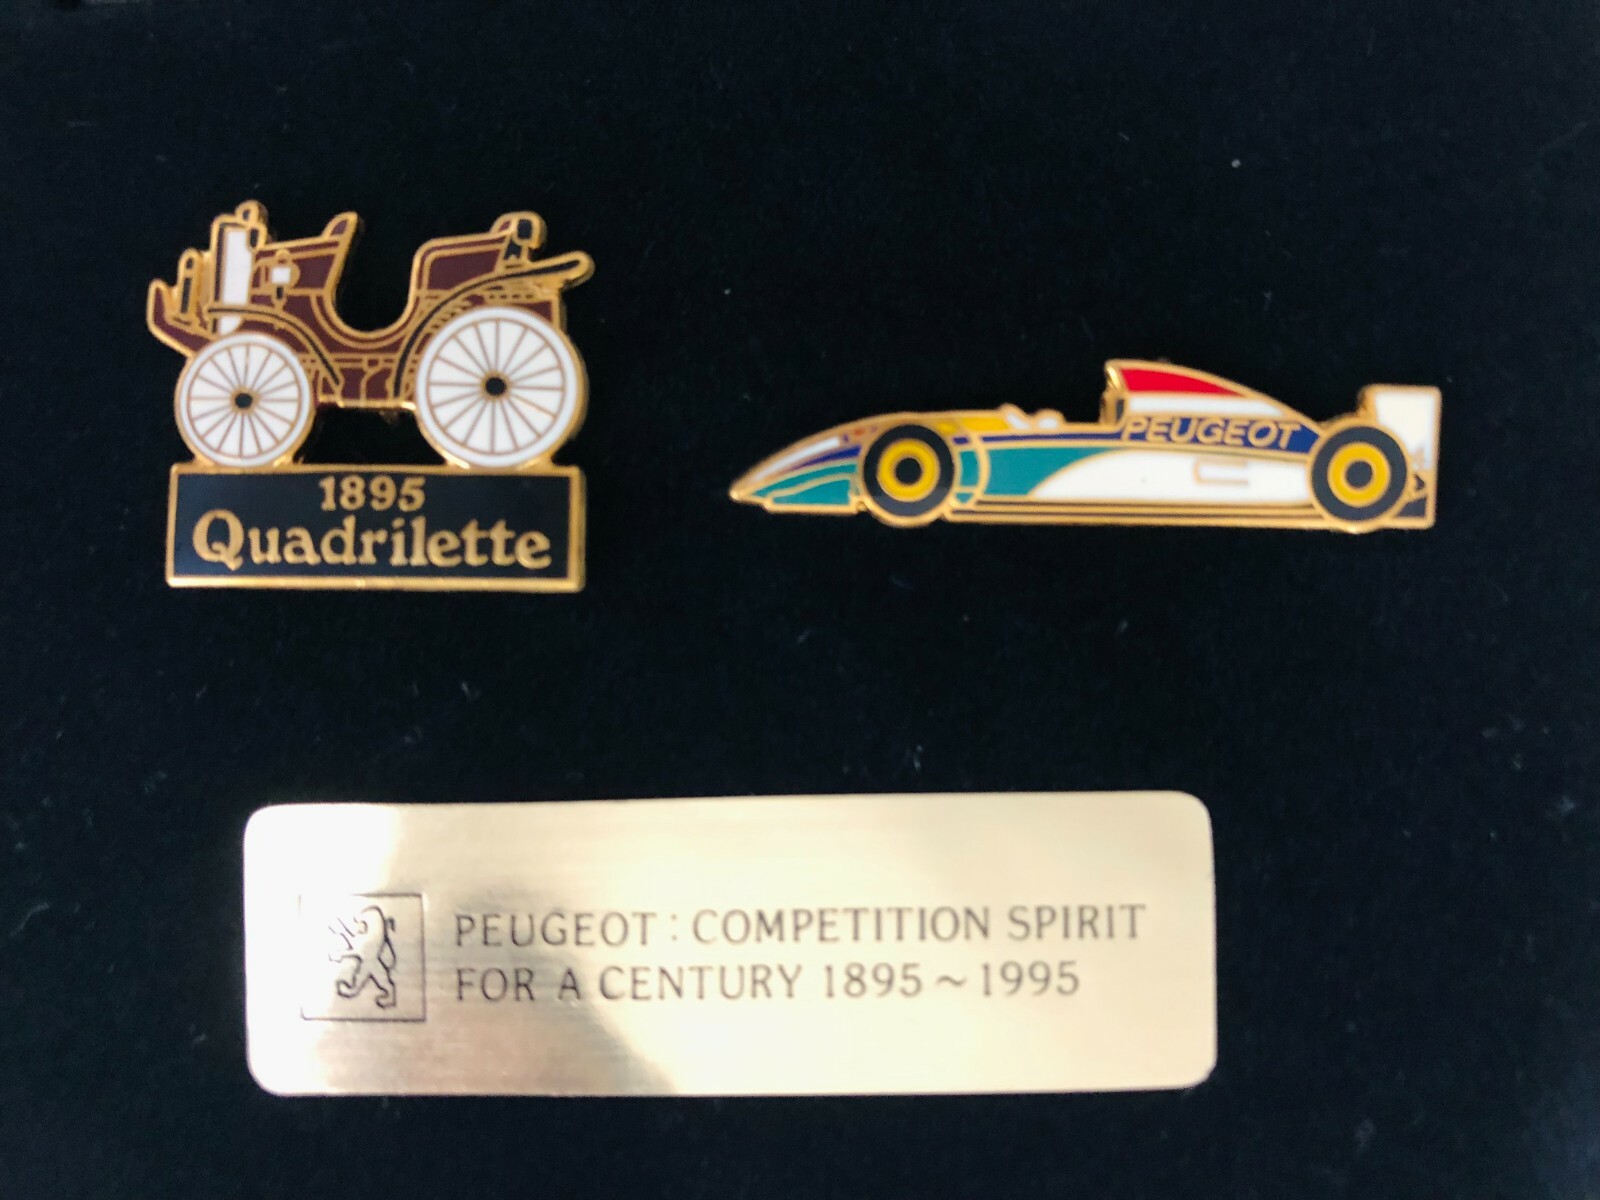 1895
Quadrilette
PEUGEOT
PEUGEOT : COMPETITION SPIRIT
FOR A CENTURY 1895~1995